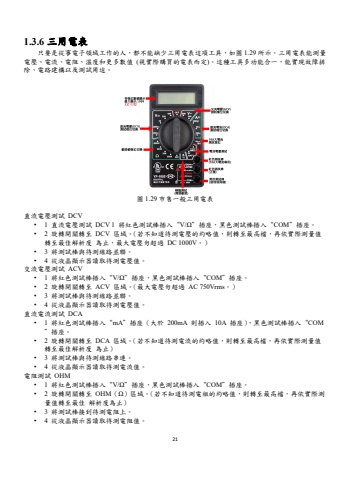 1.3.6 三用電表
只要是從事電子領域工作的人，都不能缺少三用電表這項工具，如圖 1.29 所示。三用電表能測量
電壓、電流、電阻、溫度和更多數值 (視實際購買的電表而定)。這種工具多功能合一，能實現故障排
除、電路建構以及測試用途。
圖 1.29 市售一般三用電表
直流電壓測試 DCV
• 1 直流電壓測試 DCV 1 將紅色測試棒插入 "V/Ω" 插座，黑色測試棒插入 "COM" 插座。
• 2 旋轉開關轉至 DCV 區域。(若不知道待測電壓的約略值，則轉至最高檔，再依實際測量值
轉至最佳解析度 為止，最大電壓勿超過 DC 1000V。)
• 3 將測試棒與待測線路並聯。
• 4 從液晶顯示器讀取待測電壓值。
交流電壓測試 ACV
• 1 將紅色測試棒插入 "V/Ω" 插座，黑色測試棒插入 "COM" 插座。
• 2 旋轉開關轉至 ACV 區域。(最大電壓勿超過 AC 750Vrms。)
• 3 將測試棒與待測線路並聯。
• 4 從液晶顯示器讀取待測電壓值。
直流電流測試 DCA
• 1 將紅色測試棒插入 "mA" 插座 (大於 200mA 則插入 10A 插座)，黑色測試棒插入 "COM
" 插座。
• 2 旋轉開關轉至 DCA 區域。(若不知道待測電流的約略值，則轉至最高檔，再依實際測量值
轉至最佳解析度 為止)
• 3 將測試棒與待測線路串連。
• 4 從液晶顯示器讀取待測電流值。
電阻測試 OHM
• 1 將紅色測試棒插入 "V/Ω" 插座，黑色測試棒插入 "COM" 插座。
• 2 旋轉開關轉至 OHM (Ω) 區域。(若不知道待測電阻的約略值，則轉至最高檔，再依實際測
量值轉至最佳 解析度為止)
• 3 將測試棒接到待測電阻上。
• 4 從液晶顯示器讀取待測電阻值。
21